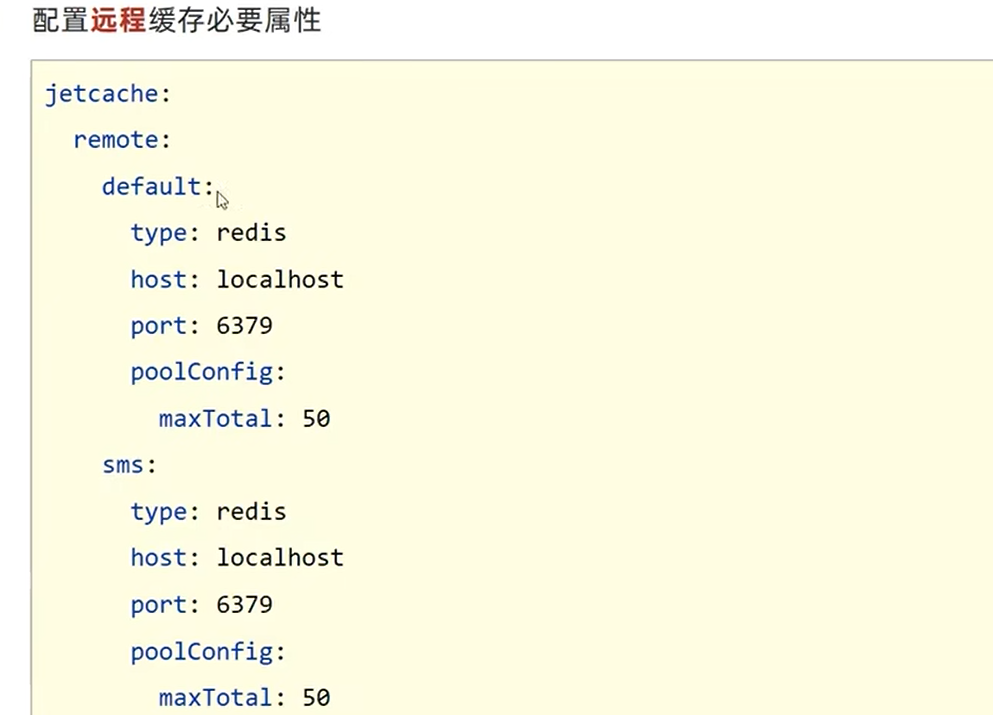 配置远程缓存必要属性
jetcache:
  remote:
    default:
      type: redis
      host: localhost
      port: 6379
      poolConfig:
        maxTotal: 50
    sms:
      type: redis
      host: localhost
      port: 6379
      poolConfig:
        maxTotal: 50